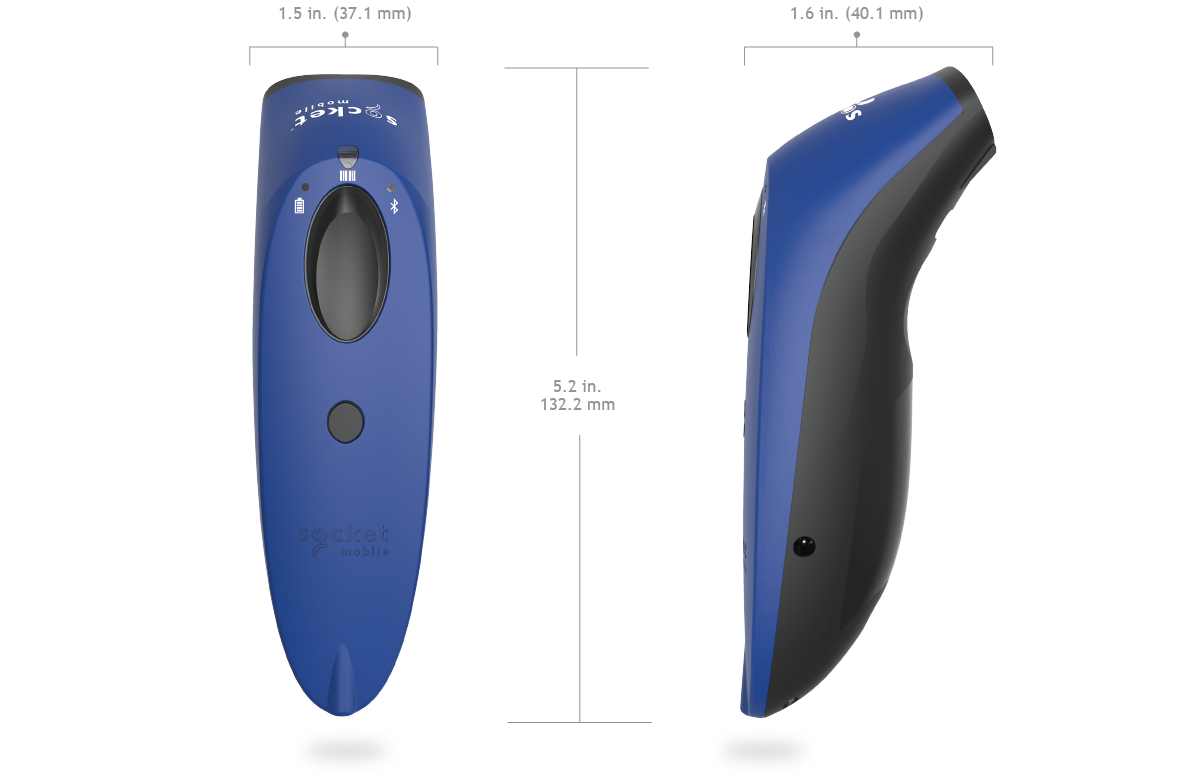 1.5 in. (37.1 mm)
1.6 in. (40.1 mm)
socket
mobile
5.2 in.
132.2 mm
socket
mobile